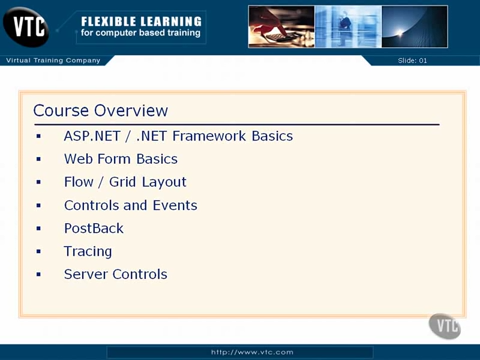 VTC
FLEXIBLE LEARNING
for computer based training
Virtual Training Company
Slide: 01
Course Overview
▪ ASP.NET / .NET Framework Basics
▪ Web Form Basics
▪ Flow / Grid Layout
▪ Controls and Events
▪ PostBack
▪ Tracing
▪ Server Controls
VTC
http://www.vtc.com